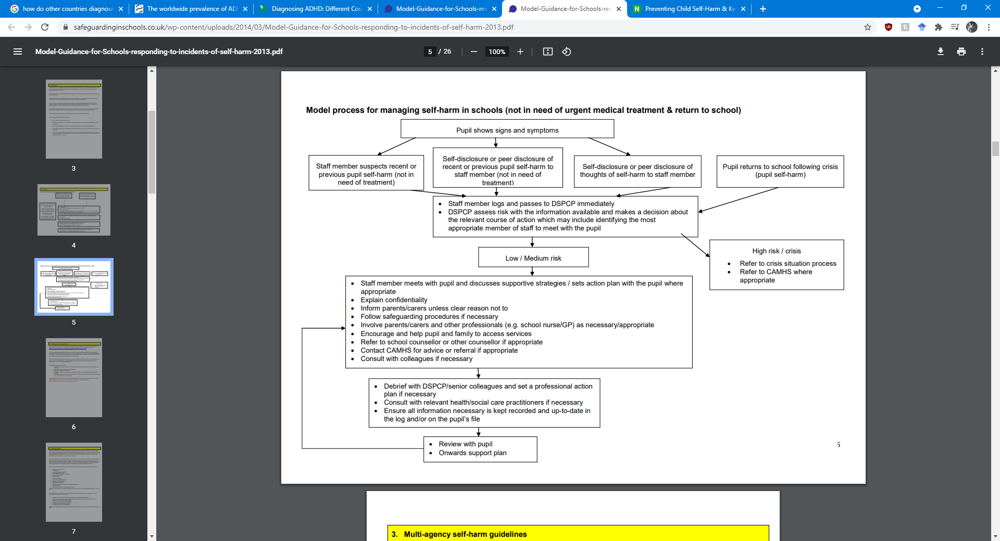 how do other countries diagnose
The worldwide prevalence of AD
Diagnosing ADHD: Different Cou
Model-Guidance-for-Schools-res
Model-Guidance-for-Schools-res
Preventing Child Self-Harm & Ke
safeguardinginschools.co.uk/wp-content/uploads/2014/03/Model-Guidance-for-Schools-responding-to-incidents-of-self-harm-2013.pdf
Model-Guidance-for-Schools-responding-to-incidents-of-self-harm-2013.pdf
5 / 26
100%
3
4
5
6
7
Model process for managing self-harm in schools (not in need of urgent medical treatment & return to school)
Pupil shows signs and symptoms
Staff member suspects recent or
previous pupil self-harm (not in
need of treatment)
Self-disclosure or peer disclosure of
recent or previous pupil self-harm to
staff member (not in need of
treatment)
Self-disclosure or peer disclosure of
thoughts of self-harm to staff member
Pupil returns to school following crisis
(pupil self-harm)
• Staff member logs and passes to DSPCP immediately
• DSPCP assess risk with the information available and makes a decision about
the relevant course of action which may include identifying the most
appropriate member of staff to meet with the pupil
Low / Medium risk
High risk / crisis
• Refer to crisis situation process
• Refer to CAMHS where
appropriate
• Staff member meets with pupil and discusses supportive strategies / sets action plan with the pupil where
appropriate
• Explain confidentiality
• Inform parents/carers unless clear reason not to
• Follow safeguarding procedures if necessary
• Involve parents/carers and other professionals (e.g. school nurse/GP) as necessary/appropriate
• Encourage and help pupil and family to access services
• Refer to school counsellor or other counsellor if appropriate
• Contact CAMHS for advice or referral if appropriate
• Consult with colleagues if necessary
• Debrief with DSPCP/senior colleagues and set a professional action
plan if necessary
• Consult with relevant health/social care practitioners if necessary
• Ensure all information necessary is kept recorded and up-to-date in
the log and/or on the pupil's file
• Review with pupil
• Onwards support plan
5
3. Multi-agency self-harm guidelines